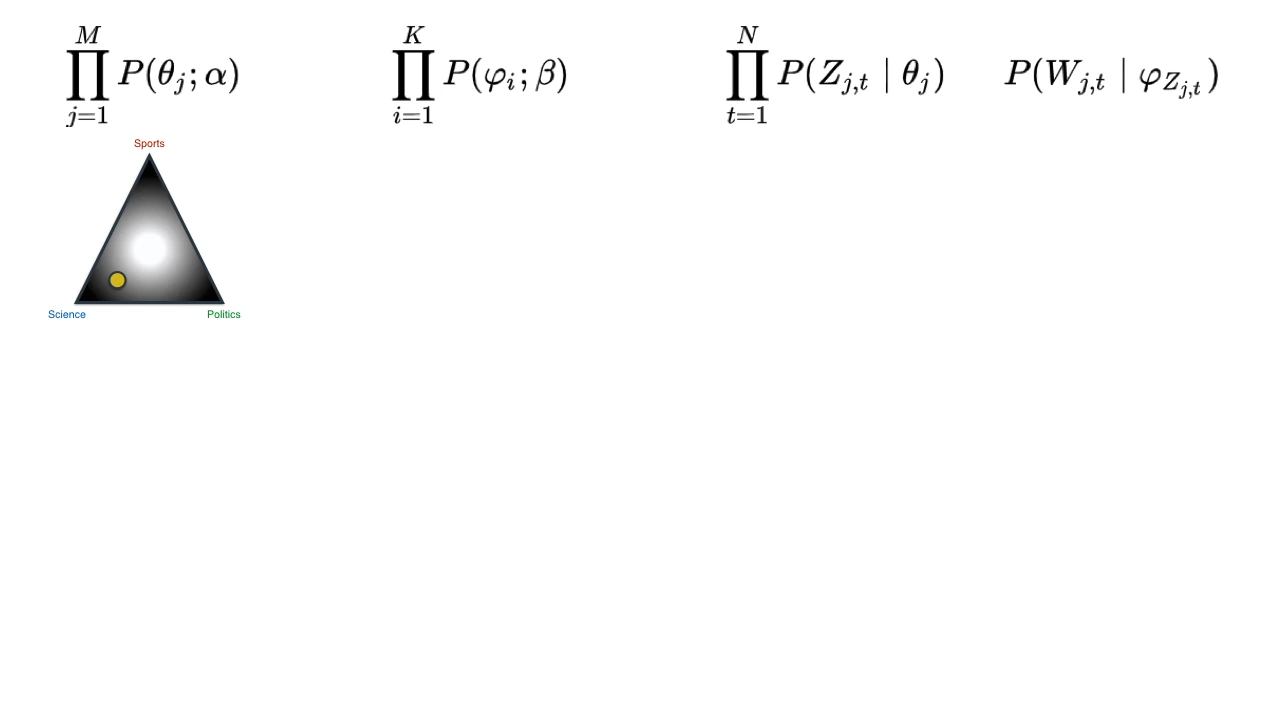 ∏_{j=1}^{M} P(θ_j; α) ∏_{i=1}^{K} P(φ_i; β) ∏_{t=1}^{N} P(Z_{j,t} | θ_j) P(W_{j,t} | φ_{Z_{j,t}})
Sports
Science Politics